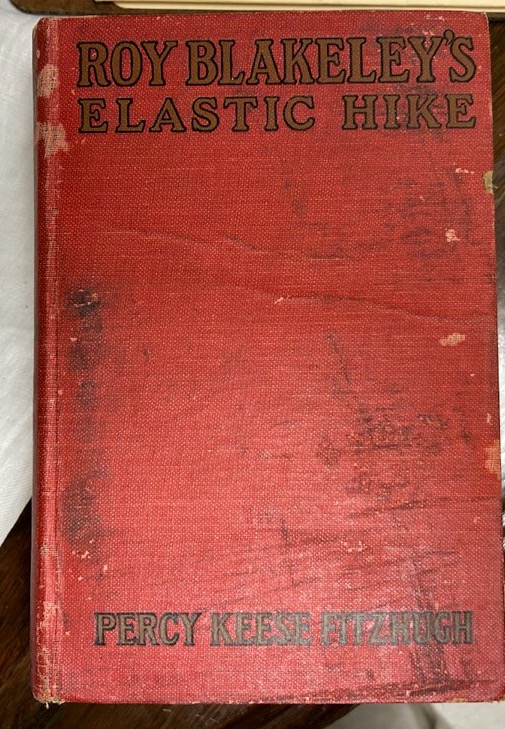 ROY BLAKELEY'S
ELASTIC HIKE
PERCY KEESE FITZHUGH